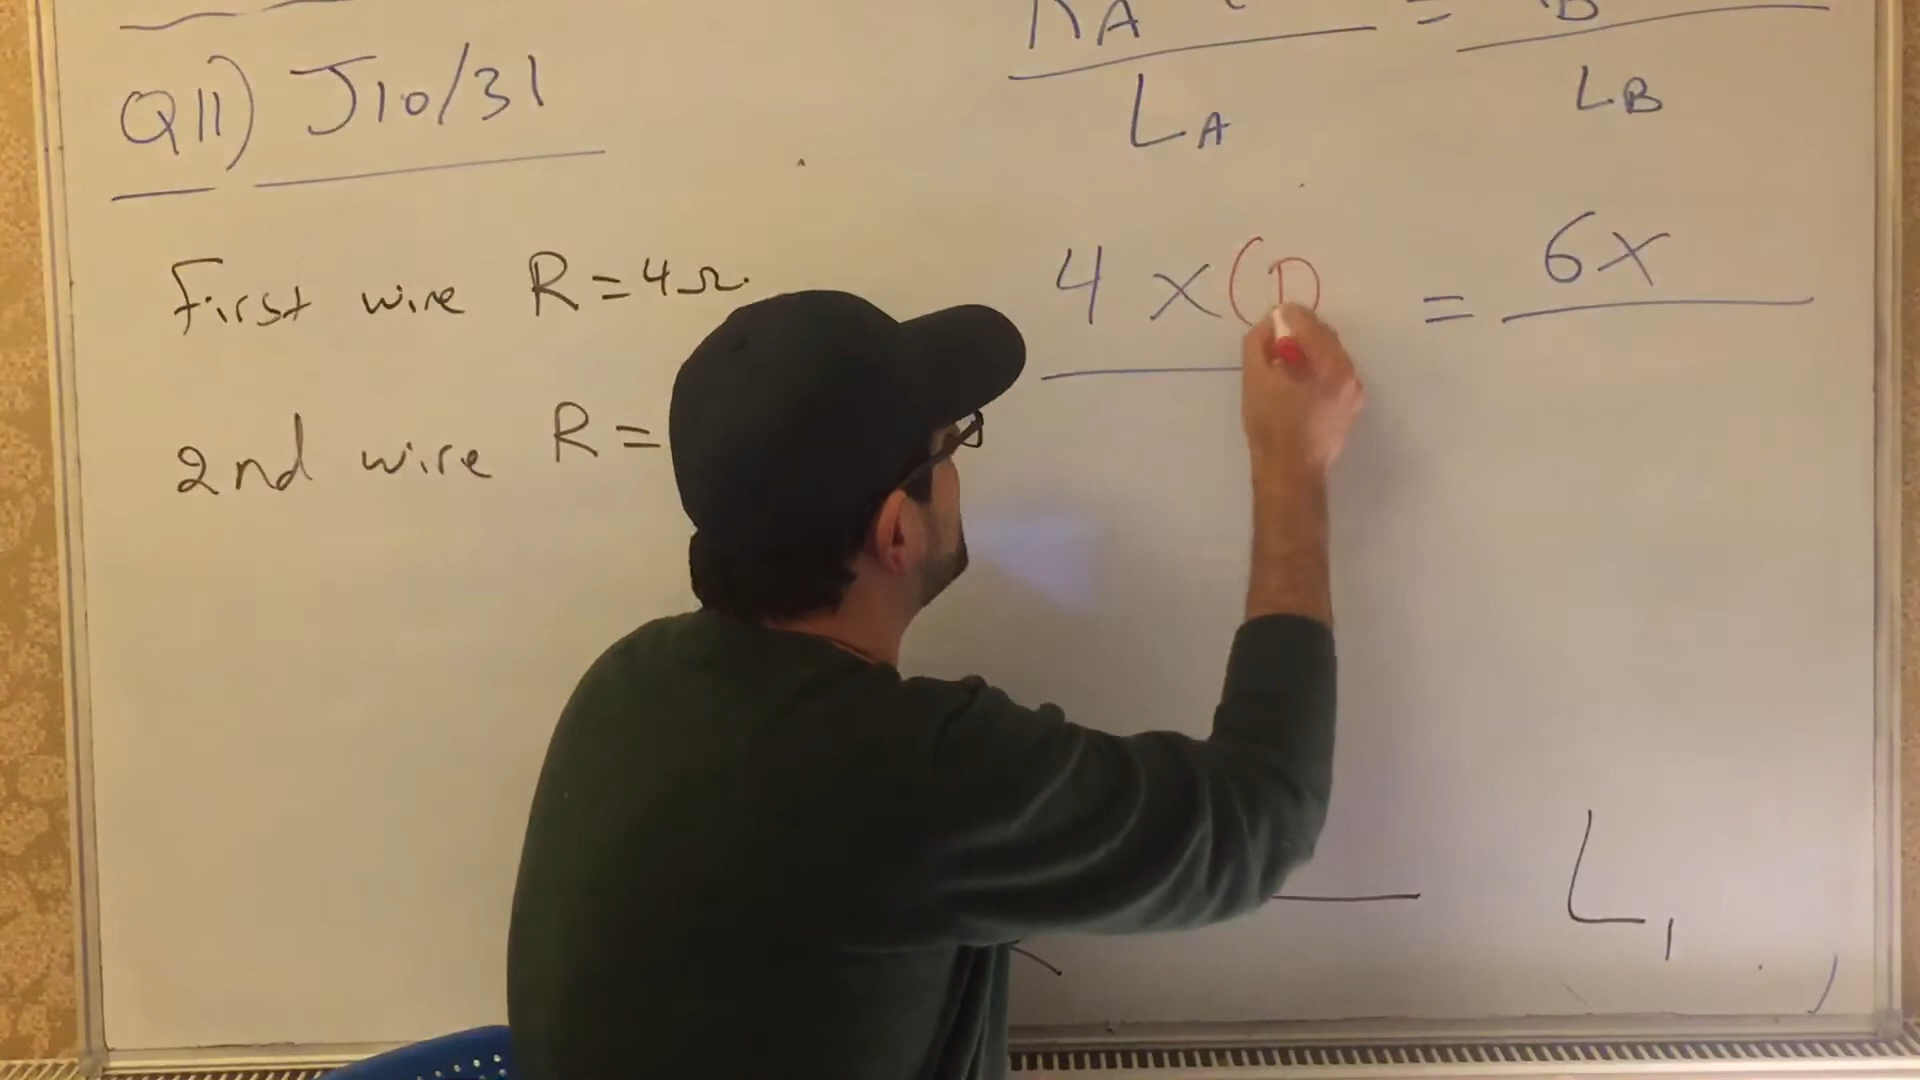 Q11) J10/31
First wire R=4Ω.
2nd wire R=
RA =
B
LA
LB
4 x (D = 6x
L1